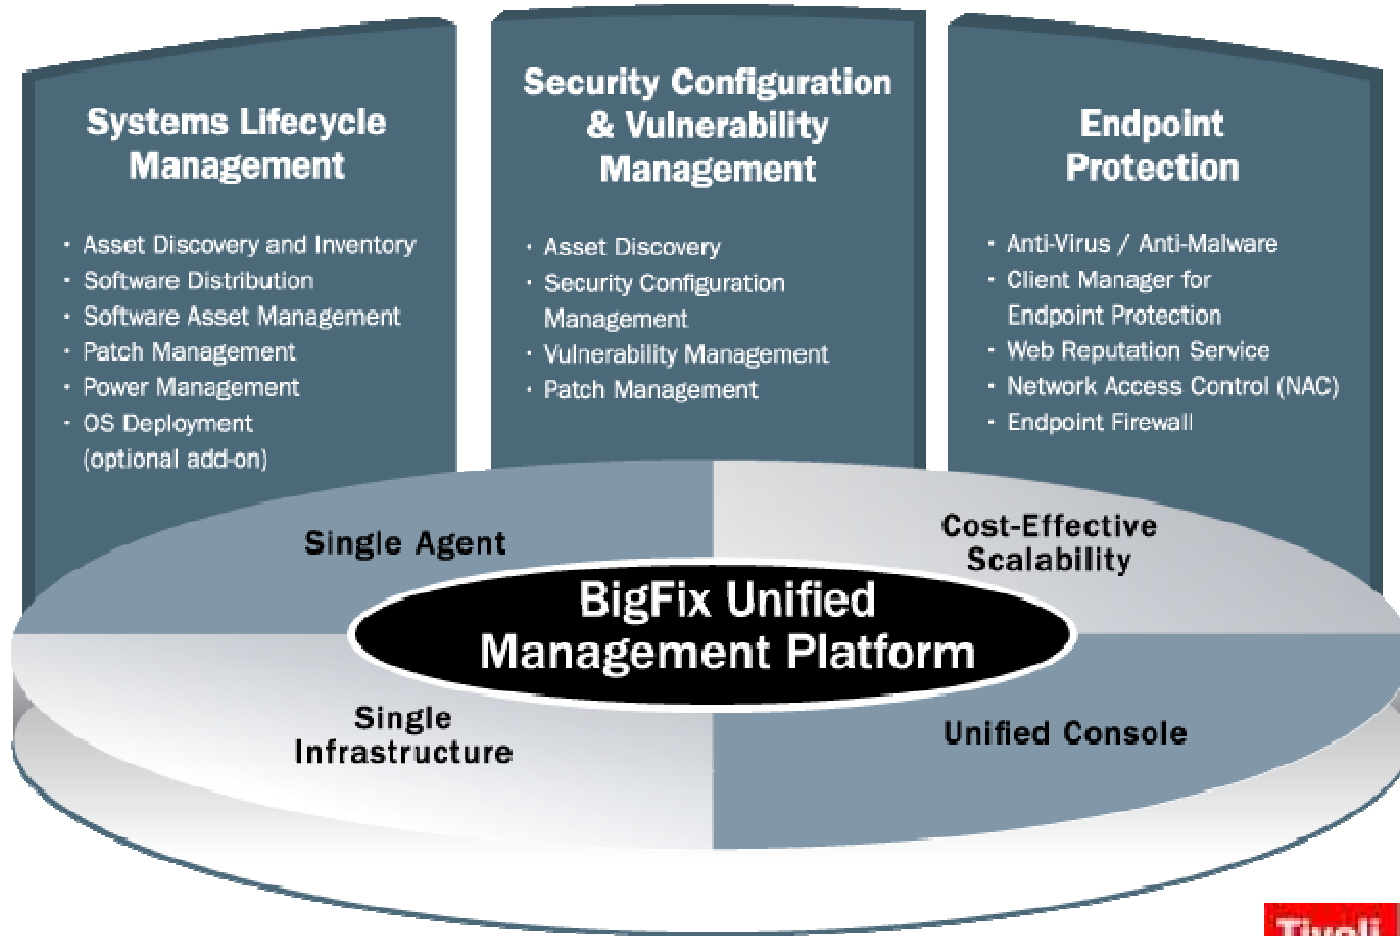 Systems Lifecycle
Management
· Asset Discovery and Inventory
· Software Distribution
· Software Asset Management
· Patch Management
· Power Management
· OS Deployment
(optional add-on)
Security Configuration
& Vulnerability
Management
· Asset Discovery
· Security Configuration
Management
· Vulnerability Management
· Patch Management
Endpoint
Protection
- Anti-Virus / Anti-Malware
- Client Manager for
Endpoint Protection
- Web Reputation Service
- Network Access Control (NAC)
- Endpoint Firewall
Single Agent
Cost-Effective
Scalability
BigFix Unified
Management Platform
Single
Infrastructure
Unified Console
Tivoli